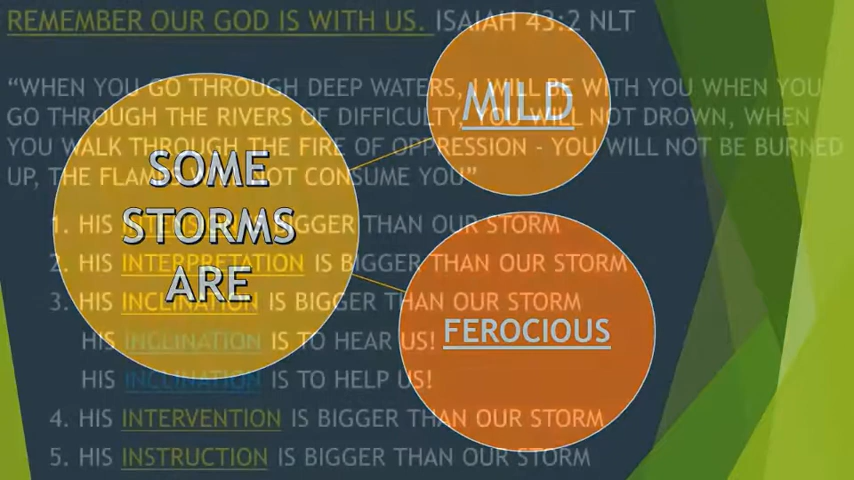 REMEMBER OUR GOD IS WITH US. ISAIAH 43:2 NLT
“WHEN YOU GO THROUGH DEEP WATERS, I WILL BE WITH YOU WHEN YOU
GO THROUGH THE RIVERS OF DIFFICULTY, YOU WILL NOT DROWN, WHEN
YOU WALK THROUGH THE FIRE OF OPPRESSION - YOU WILL NOT BE BURNED
UP, THE FLAMES WILL NOT CONSUME YOU”
1. HIS INTENSION IS BIGGER THAN OUR STORM
2. HIS INTERPRETATION IS BIGGER THAN OUR STORM
3. HIS INCLINATION IS BIGGER THAN OUR STORM
HIS INCLINATION IS TO HEAR US!
HIS INCLINATION IS TO HELP US!
4. HIS INTERVENTION IS BIGGER THAN OUR STORM
5. HIS INSTRUCTION IS BIGGER THAN OUR STORM
SOME
STORMS
ARE
MILD
FEROCIOUS